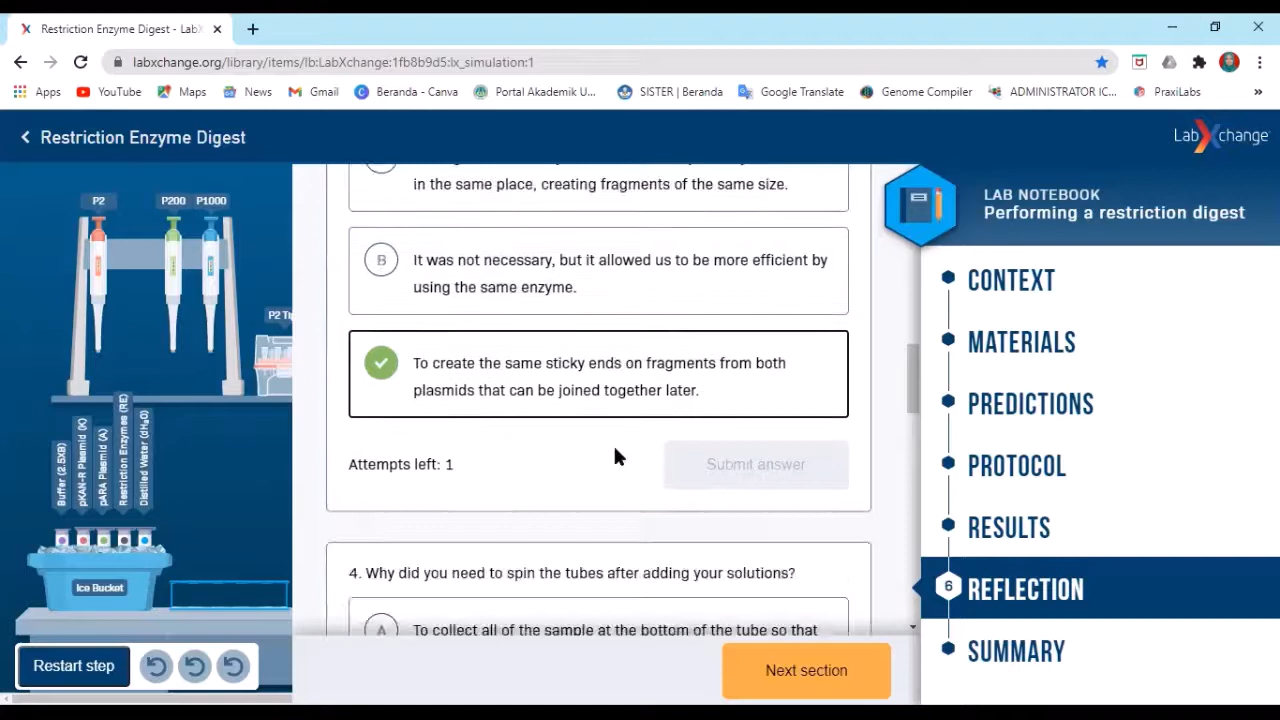 Restriction Enzyme Digest - Lab
labxchange.org/library/items/lb:LabXchange:1fb8b9d5:lx_simulation:1
Apps YouTube Maps News Gmail Beranda - Canva Portal Akademik U... SISTER | Beranda Google Translate Genome Compiler ADMINISTRATOR IC... PraxiLabs »
Restriction Enzyme Digest
LabXchange
P2 P200 P1000
P2 Ti
Buffer (2.5XB)
pKAN-R Plasmid (K)
pARA Plasmid (A)
Restriction Enzymes (RE)
Distilled Water (dH₂O)
Ice Bucket
Restart step
in the same place, creating fragments of the same size.
B
It was not necessary, but it allowed us to be more efficient by
using the same enzyme.
To create the same sticky ends on fragments from both
plasmids that can be joined together later.
Attempts left: 1
Submit answer
4. Why did you need to spin the tubes after adding your solutions?
A
To collect all of the sample at the bottom of the tube so that
Next section
LAB NOTEBOOK
Performing a restriction digest
CONTEXT
MATERIALS
PREDICTIONS
PROTOCOL
RESULTS
6 REFLECTION
SUMMARY